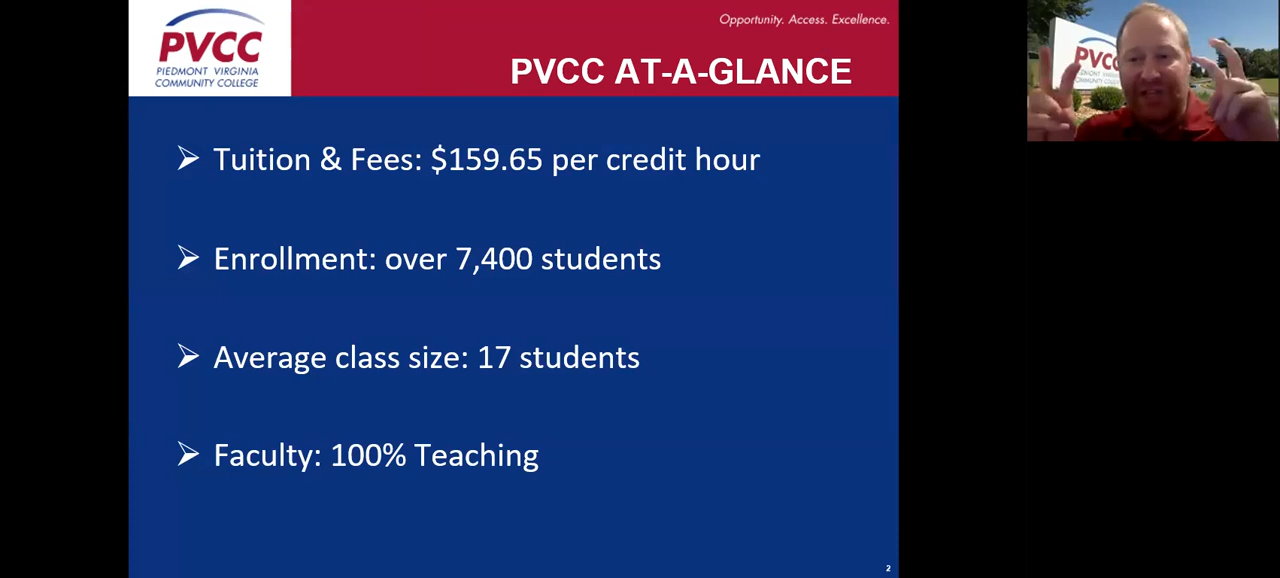 PVCC
PIEDMONT VIRGINIA
COMMUNITY COLLEGE
Opportunity. Access. Excellence.
PVCC AT-A-GLANCE
➢ Tuition & Fees: $159.65 per credit hour
➢ Enrollment: over 7,400 students
➢ Average class size: 17 students
➢ Faculty: 100% Teaching
2
PVCC